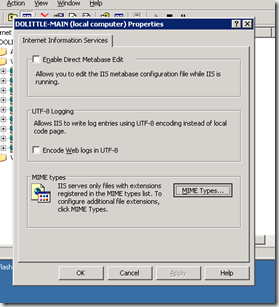 Action View Window Help
DOLITTLE-MAIN (local computer) Properties
Internet Information Services
Enable Direct Metabase Edit
Allows you to edit the IIS metabase configuration file while IIS is
running.
UTF-8 Logging
Allows IIS to write log entries using UTF-8 encoding instead of local
code page.
Encode Web logs in UTF-8
MIME types
IIS serves only files with extensions
registered in the MIME types list. To
configure additional file extensions,
click MIME Types.
MIME Types...
OK Cancel Apply Help